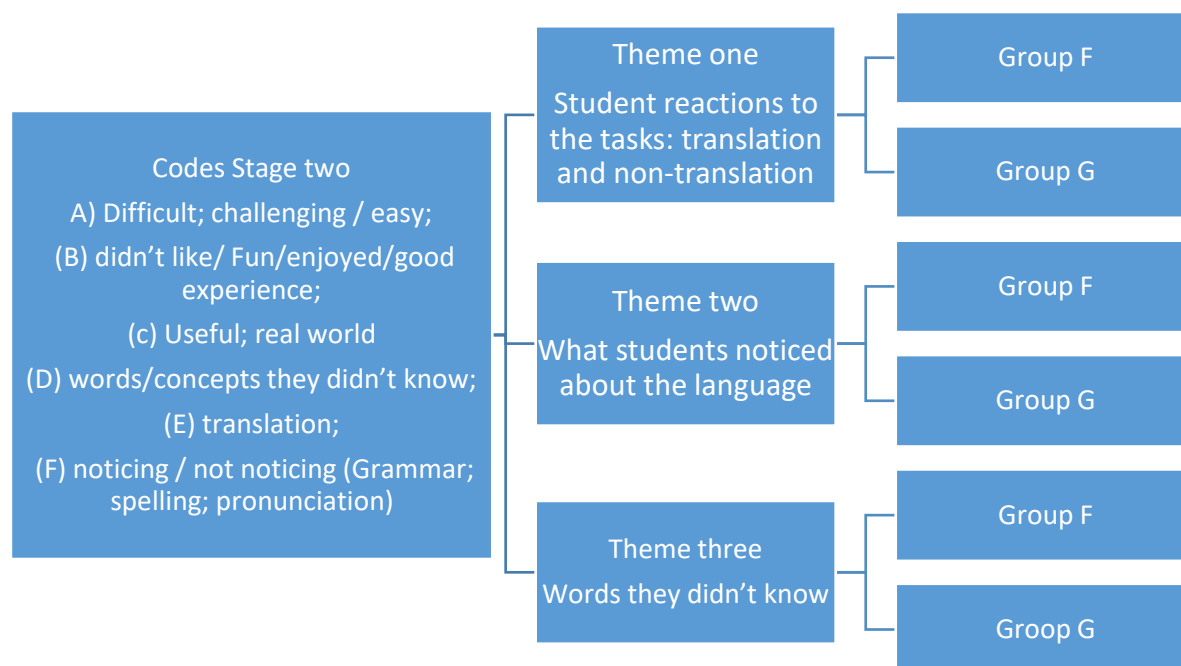 Codes Stage two
A) Difficult; challenging / easy;
(B) didn’t like/ Fun/enjoyed/good
experience;
(c) Useful; real world
(D) words/concepts they didn’t know;
(E) translation;
(F) noticing / not noticing (Grammar;
spelling; pronunciation)
Theme one
Student reactions to
the tasks: translation
and non-translation
Group F
Group G
Theme two
What students noticed
about the language
Group F
Group G
Theme three
Words they didn’t know
Group F
Groop G